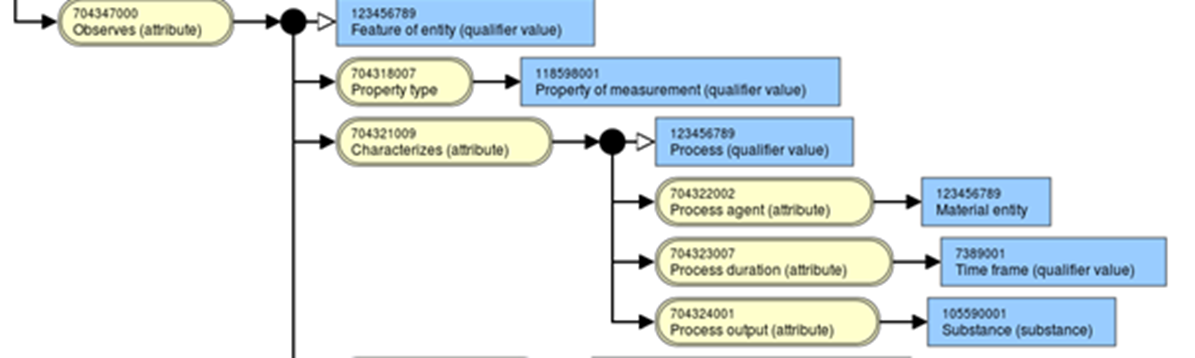 704347000
Observes (attribute)
123456789
Feature of entity (qualifier value)
704318007
Property type
118598001
Property of measurement (qualifier value)
704321009
Characterizes (attribute)
123456789
Process (qualifier value)
704322002
Process agent (attribute)
123456789
Material entity
704323007
Process duration (attribute)
7389001
Time frame (qualifier value)
704324001
Process output (attribute)
105590001
Substance (substance)